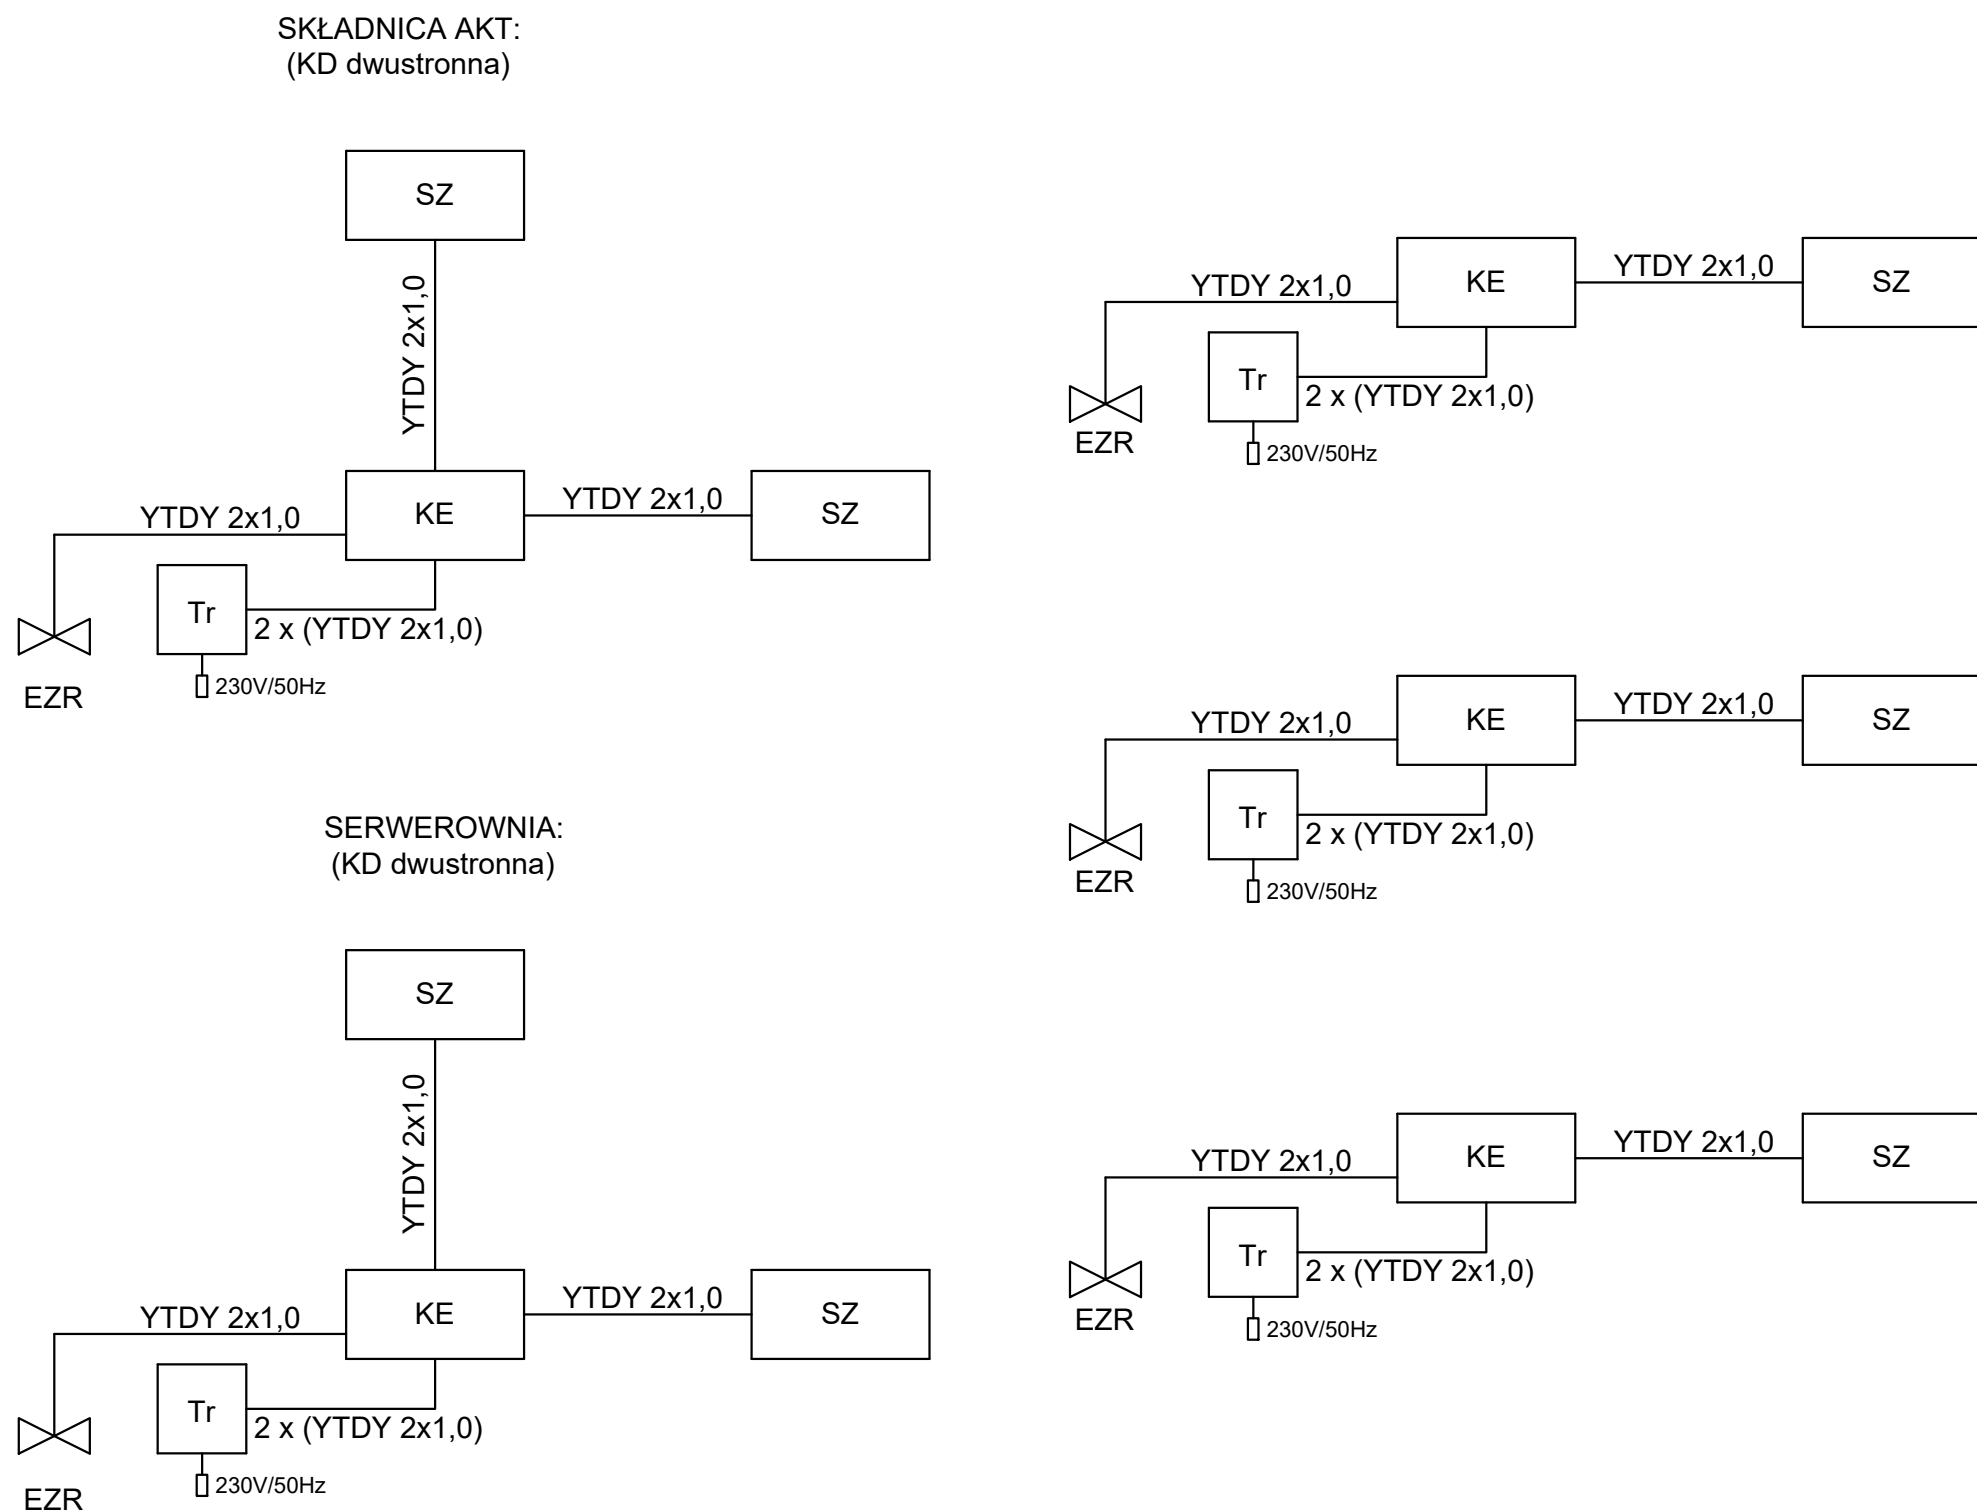 SKŁADNICA AKT:
(KD dwustronna)
SZ
YTDY 2x1,0
YTDY 2x1,0
KE
YTDY 2x1,0
SZ
Tr
2 x (YTDY 2x1,0)
EZR
230V/50Hz
SERWEROWNIA:
(KD dwustronna)
SZ
YTDY 2x1,0
YTDY 2x1,0
KE
YTDY 2x1,0
SZ
Tr
2 x (YTDY 2x1,0)
EZR
230V/50Hz
YTDY 2x1,0
KE
YTDY 2x1,0
SZ
Tr
2 x (YTDY 2x1,0)
EZR
230V/50Hz
YTDY 2x1,0
KE
YTDY 2x1,0
SZ
Tr
2 x (YTDY 2x1,0)
EZR
230V/50Hz
YTDY 2x1,0
KE
YTDY 2x1,0
SZ
Tr
2 x (YTDY 2x1,0)
EZR
230V/50Hz